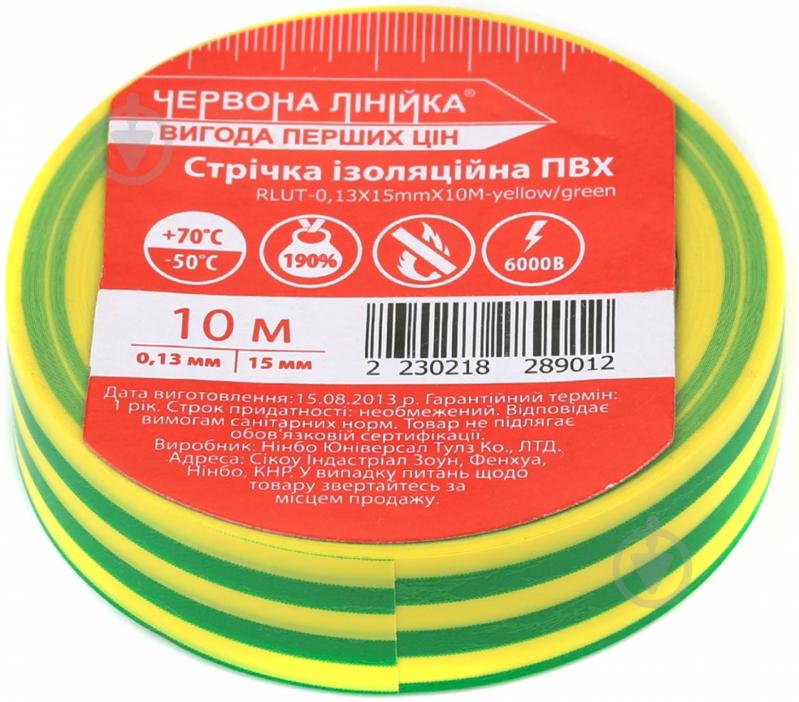 ЧЕРВОНА ЛІНІЙКА®
ВИГОДА ПЕРШИХ ЦІН
Стрічка ізоляційна ПВХ
RLUT-0,13X15mmX10M-yellow/green
+70°C
-50°C
190%
6000В
10 м
0,13 мм 15 мм
2 230218 289012
Дата виготовлення:15.08.2013 р. Гарантійний термін:
1 рік. Строк придатності: необмежений. Відповідає
вимогам санітарних норм. Товар не підлягає
обов'язковій сертифікації.
Виробник: Нінбо Юніверсал Тулз Ко., ЛТД.
Адреса: Сікоу Індастріал Зоун, Фенхуа,
Нінбо, КНР. У випадку питань щодо
товару звертайтесь за
місцем продажу.